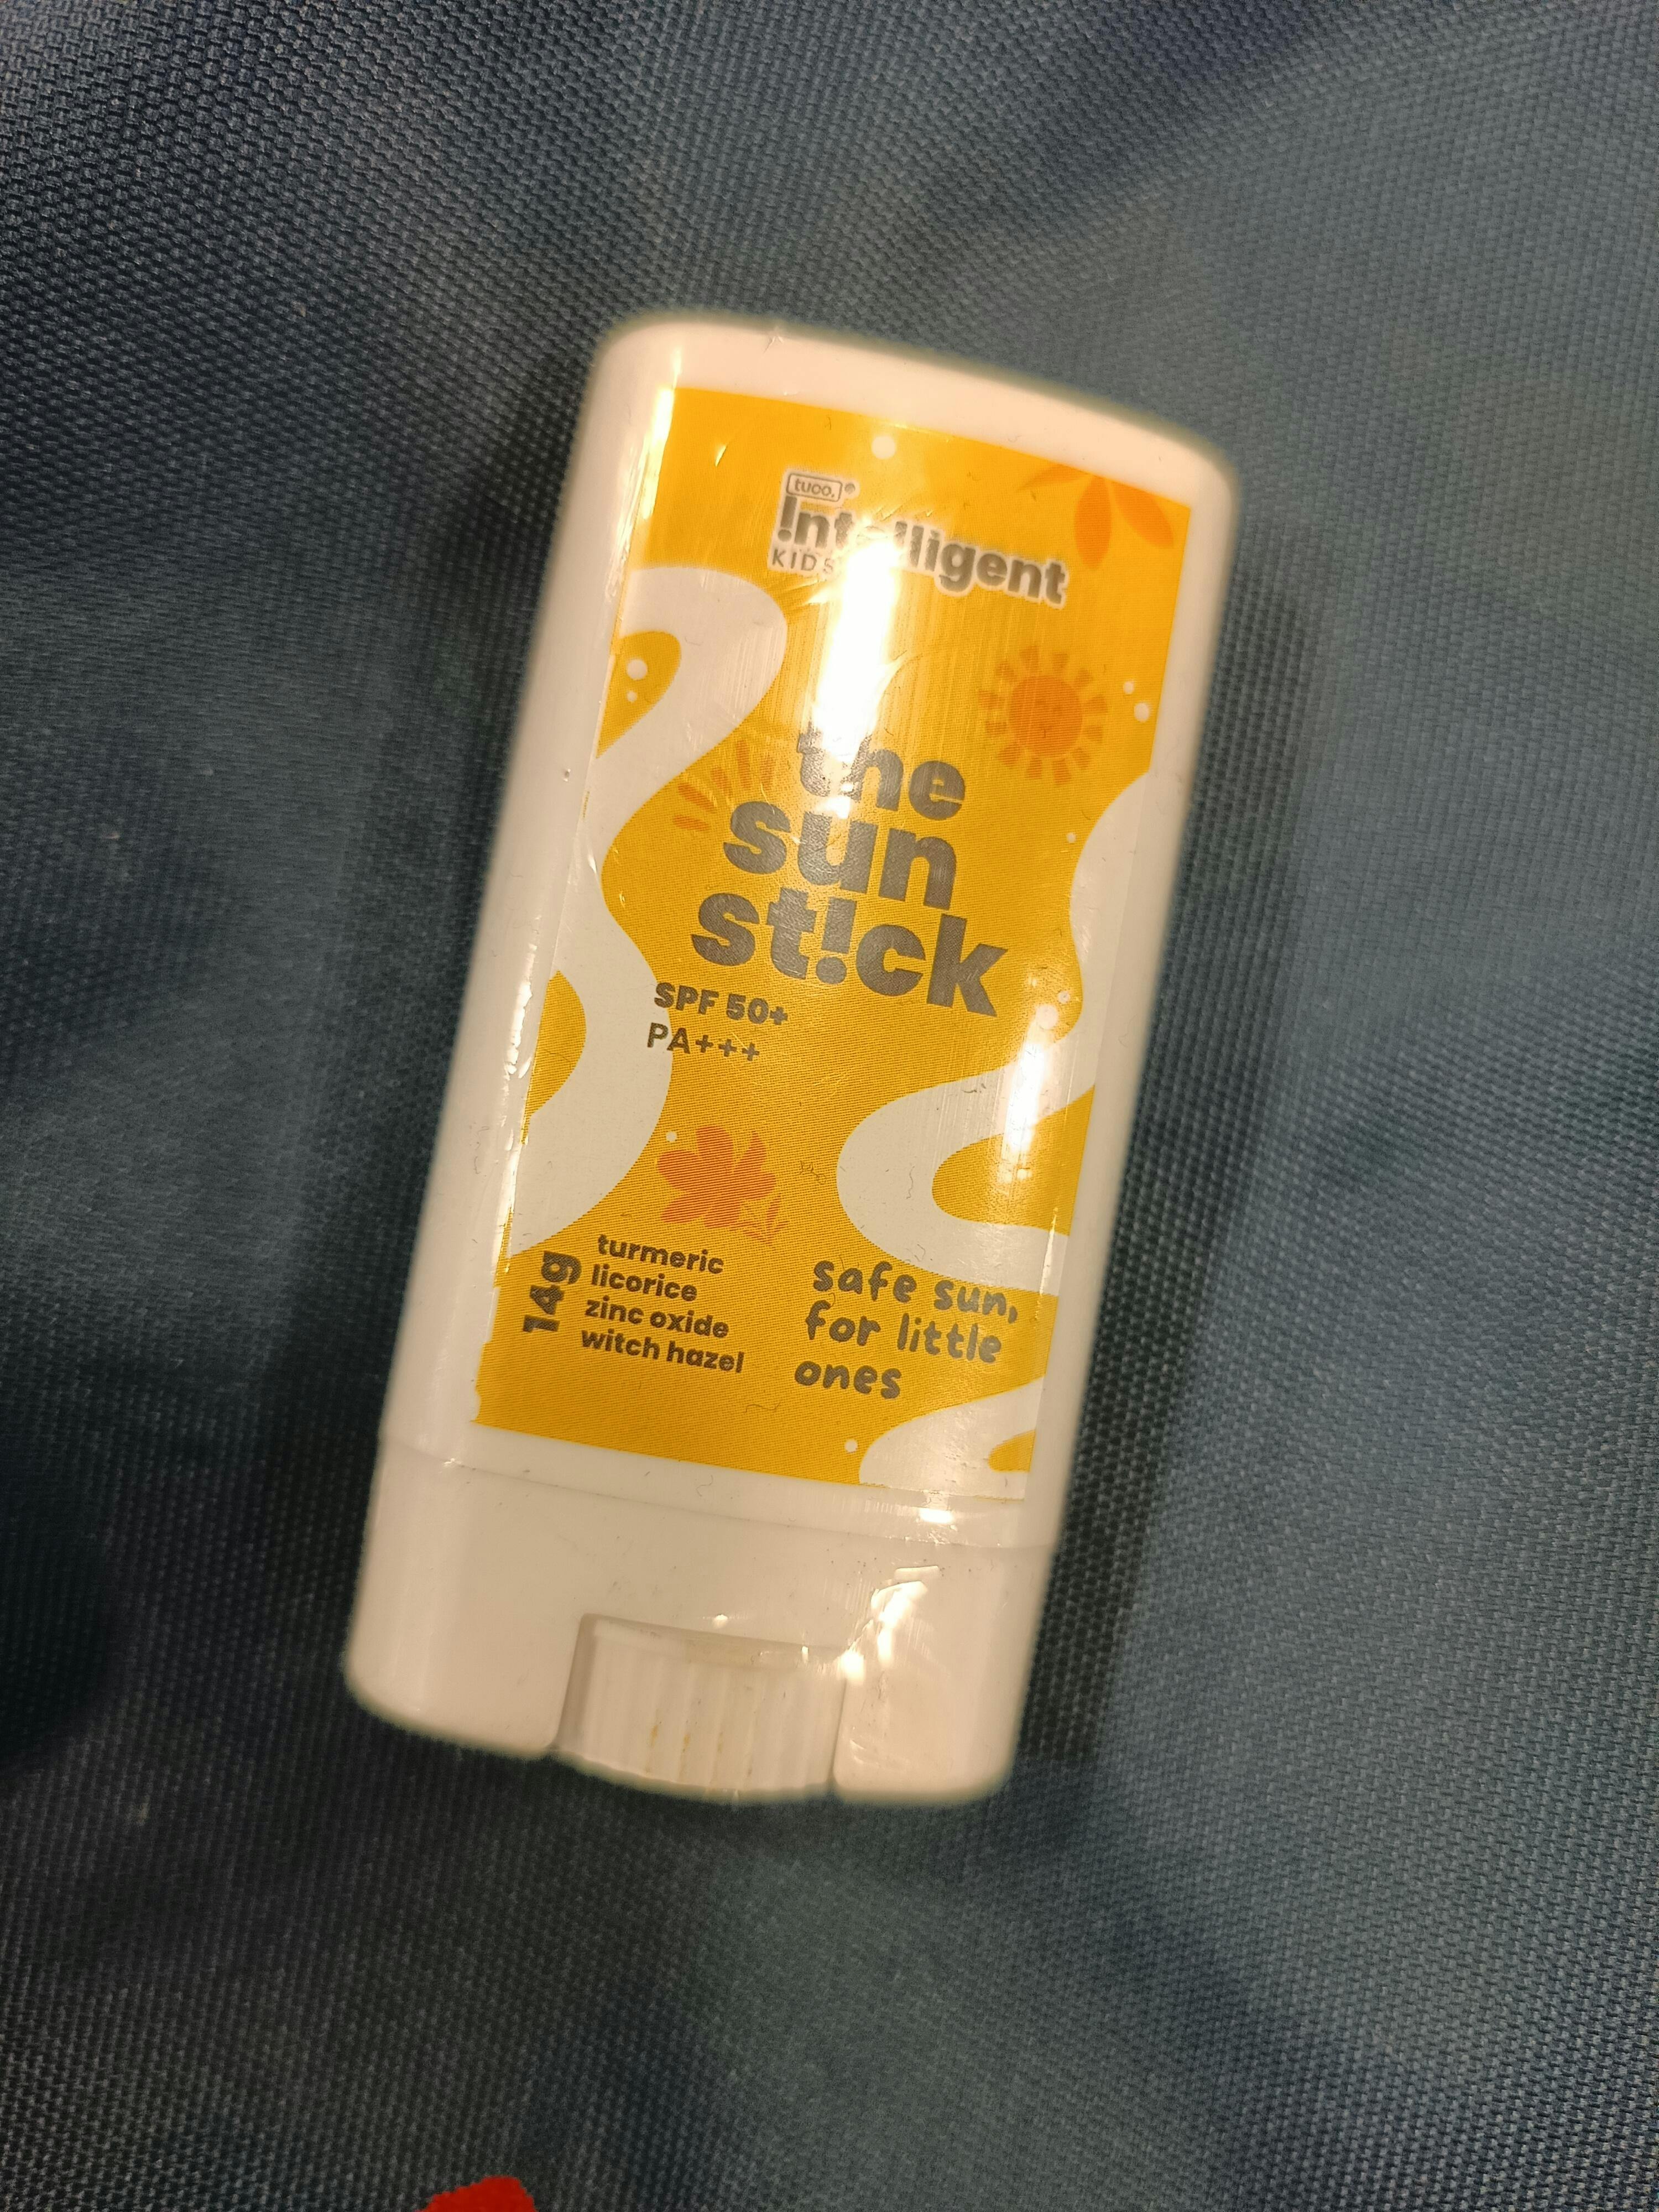 tuco.
!ntelligent
KIDS
the
sun
st!ck
SPF 50+
PA+++
14g
turmeric
licorice
zinc oxide
witch hazel
safe sun,
for little
ones